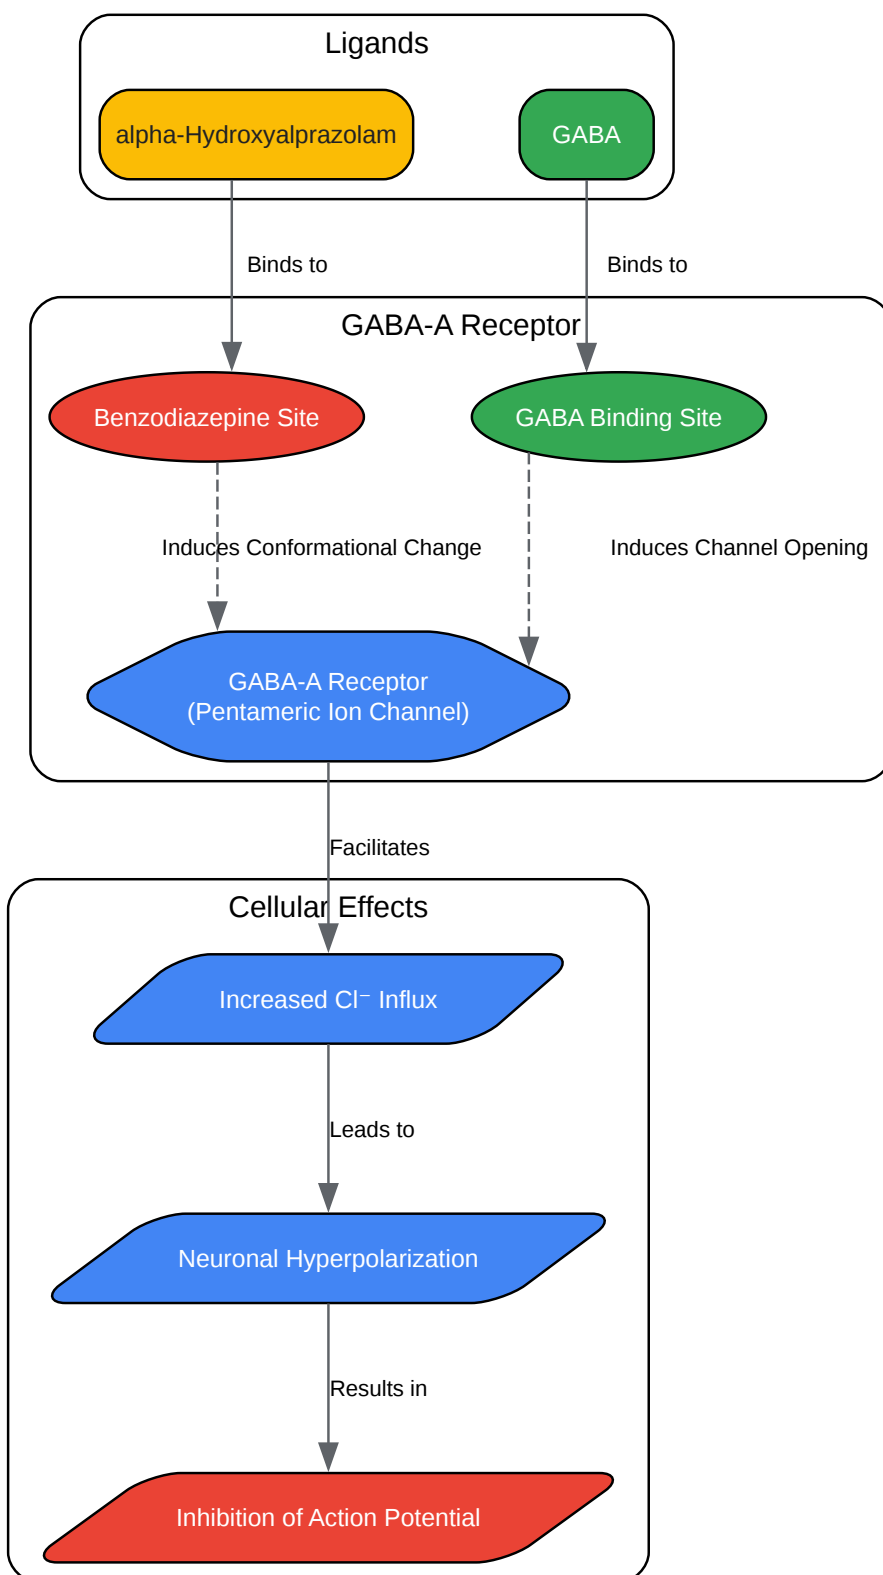 Ligands
alpha-Hydroxyalprazolam
GABA
Binds to
Binds to
GABA-A Receptor
Benzodiazepine Site
GABA Binding Site
Induces Conformational Change
Induces Channel Opening
GABA-A Receptor
(Pentameric Ion Channel)
Facilitates
Cellular Effects
Increased Cl⁻ Influx
Leads to
Neuronal Hyperpolarization
Results in
Inhibition of Action Potential